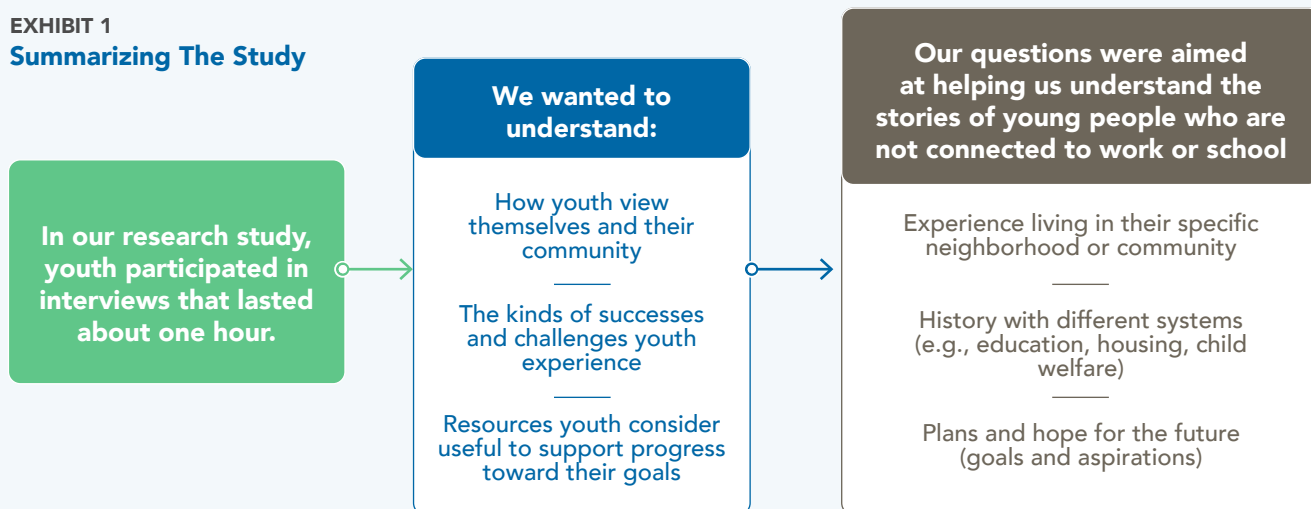 EXHIBIT 1
Summarizing The Study
In our research study,
youth participated in
interviews that lasted
about one hour.
We wanted to
understand:
How youth view
themselves and their
community
The kinds of successes
and challenges youth
experience
Resources youth consider
useful to support progress
toward their goals
Our questions were aimed
at helping us understand the
stories of young people who are
not connected to work or school
Experience living in their specific
neighborhood or community
History with different systems
(e.g., education, housing, child
welfare)
Plans and hope for the future
(goals and aspirations)